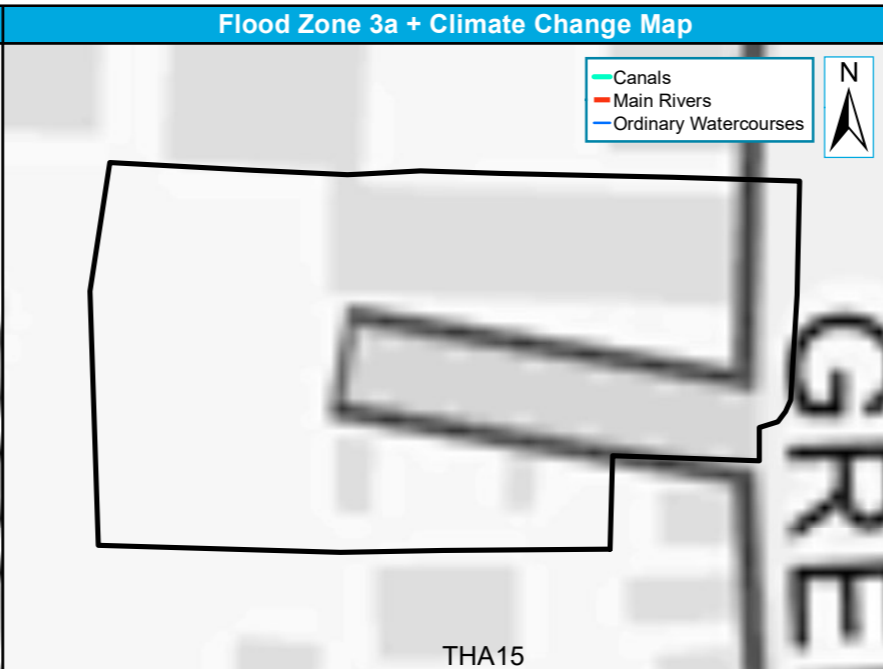 Flood Zone 3a + Climate Change Map
Canals
Main Rivers
Ordinary Watercourses
N
GRE
THA15